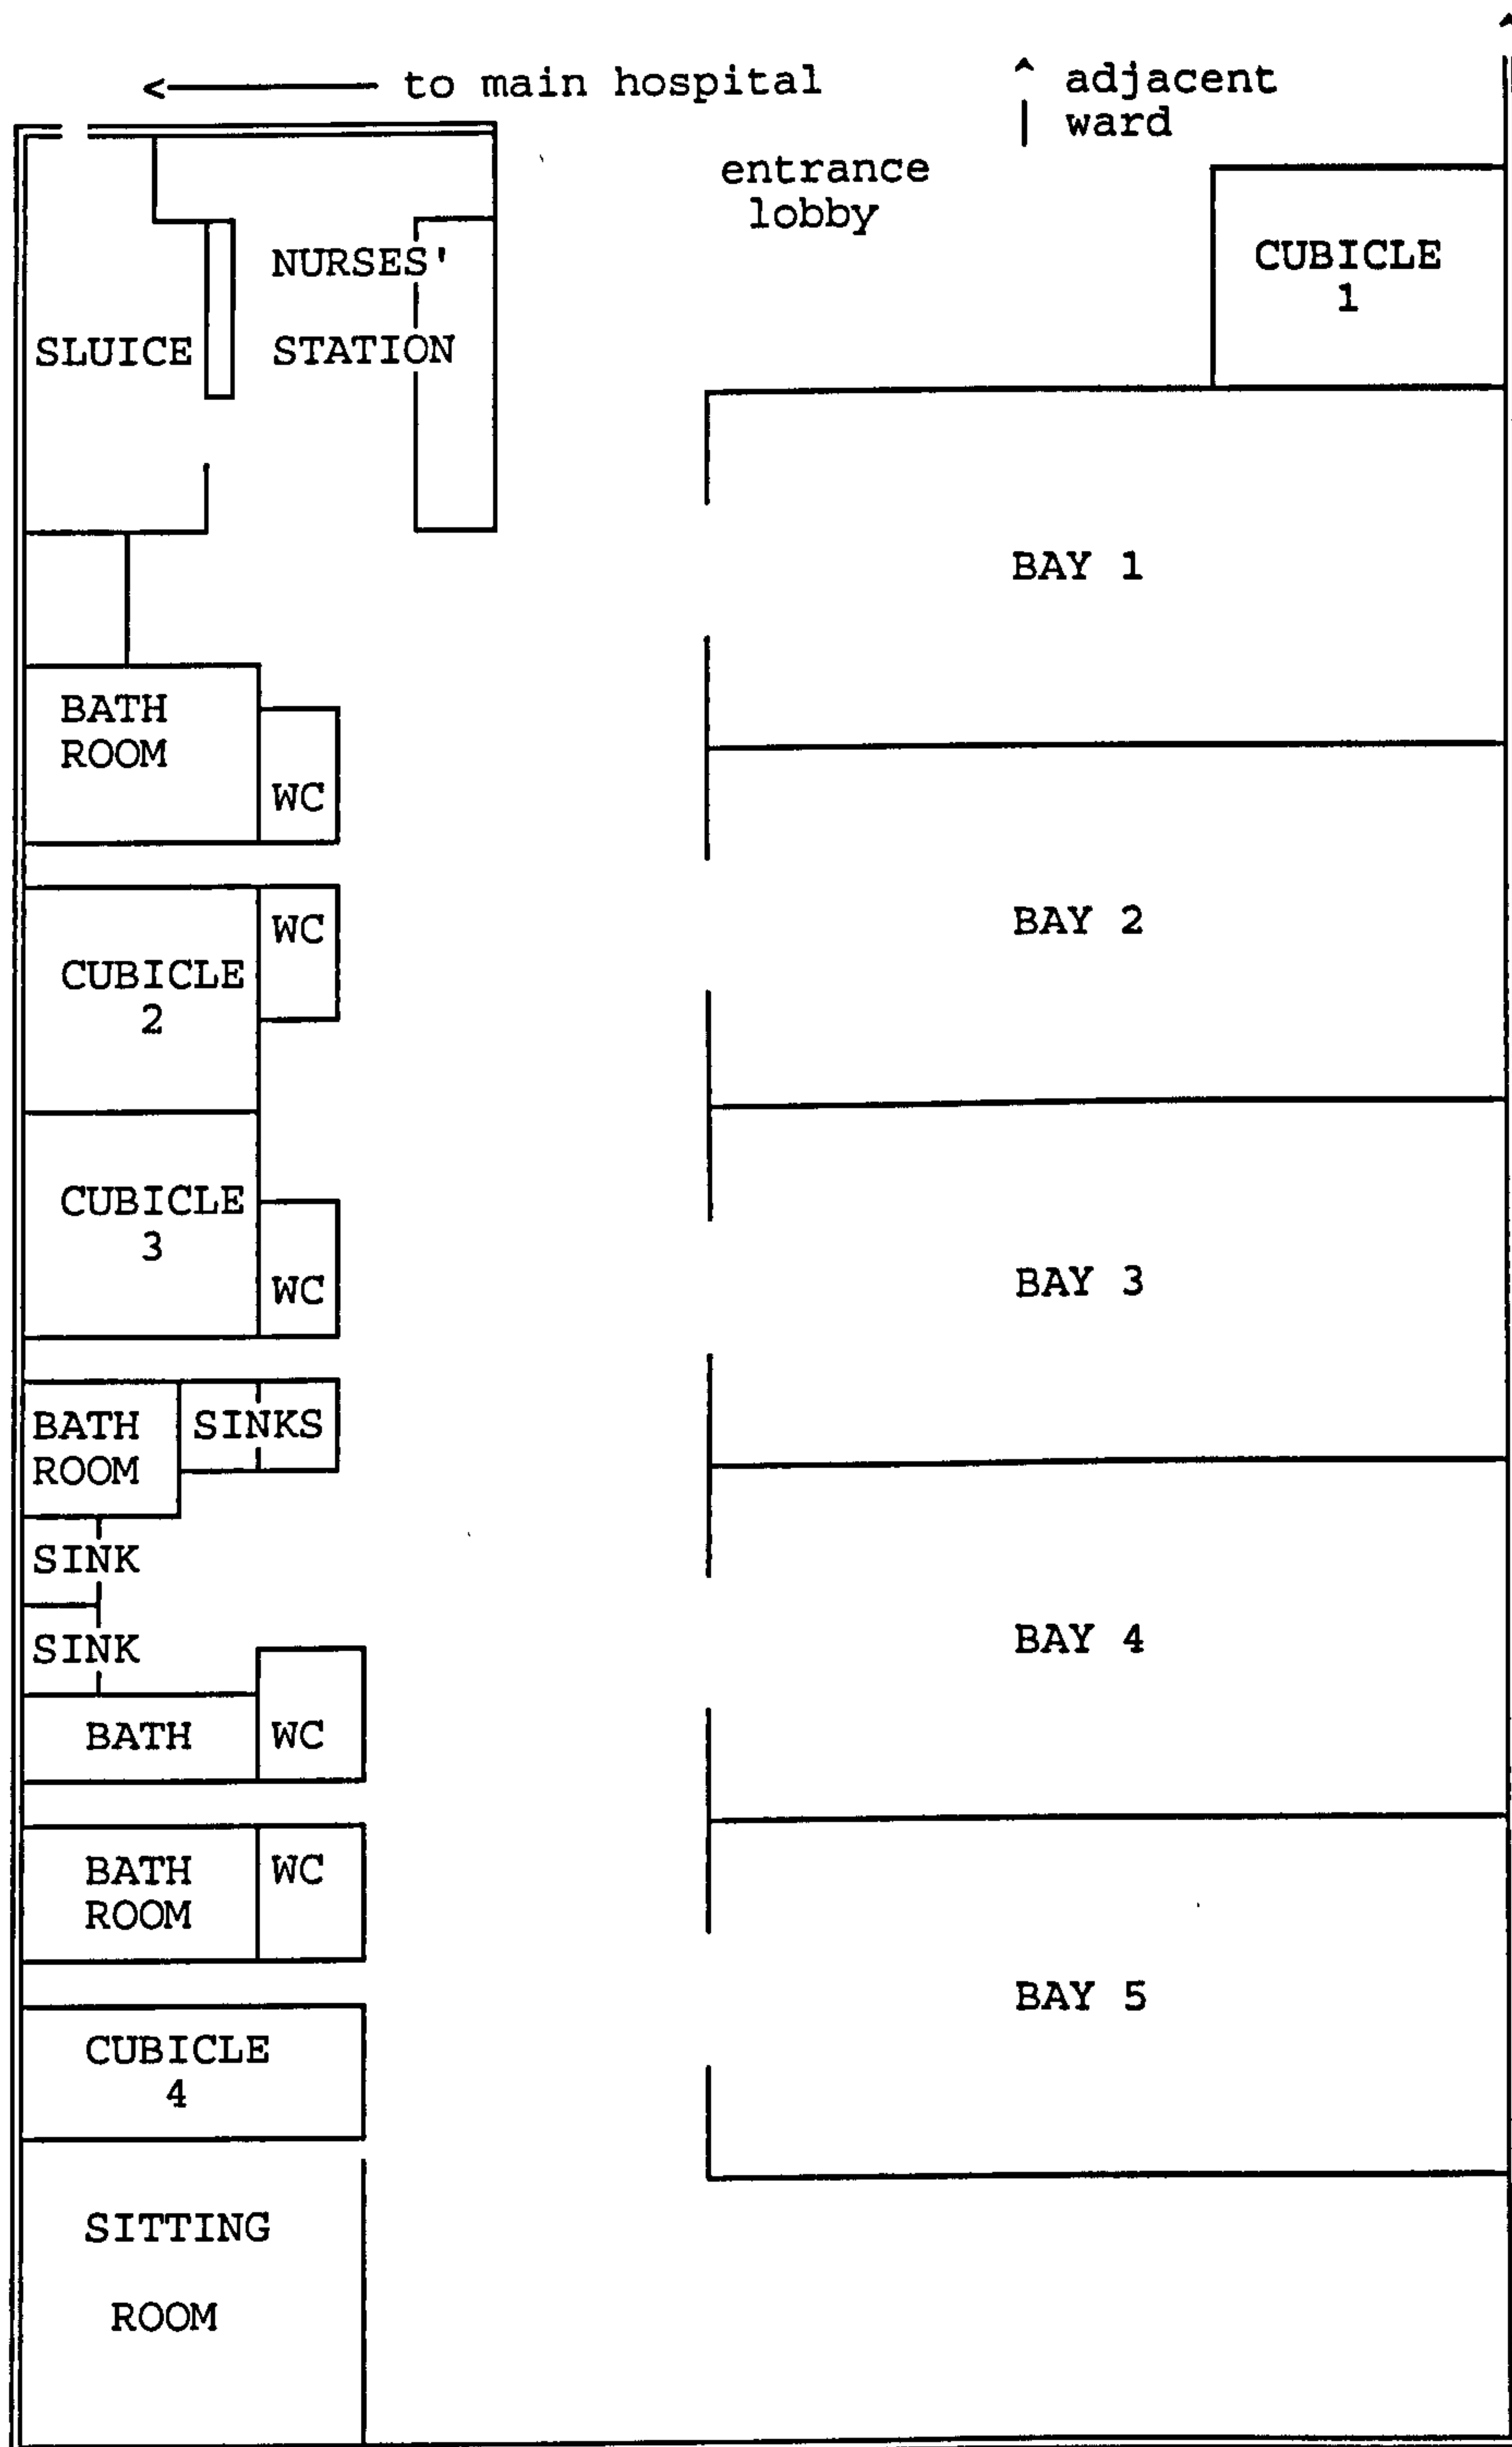 <—— to main hospital
^ adjacent
| ward
entrance
lobby
CUBICLE
1
NURSES'
STATION
SLUICE
BAY 1
BATH
ROOM
WC
WC
CUBICLE
2
BAY 2
CUBICLE
3
WC
BAY 3
BATH
ROOM
SINKS
SINK
SINK
BATH
WC
BAY 4
BATH
ROOM
WC
BAY 5
CUBICLE
4
SITTING
ROOM